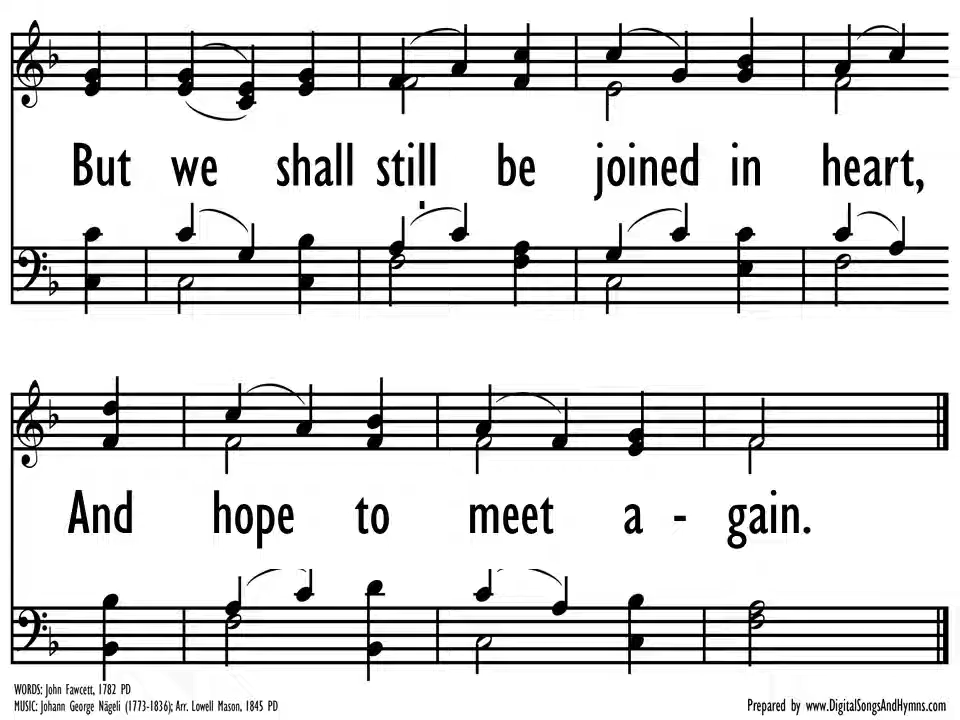 But we shall still be joined in heart,
And hope to meet a - gain.
WORDS: John Fawcett, 1782 PD
MUSIC: Johann George Nägeli (1773-1836); Arr. Lowell Mason, 1845 PD
Prepared by www.DigitalSongsAndHymns.com